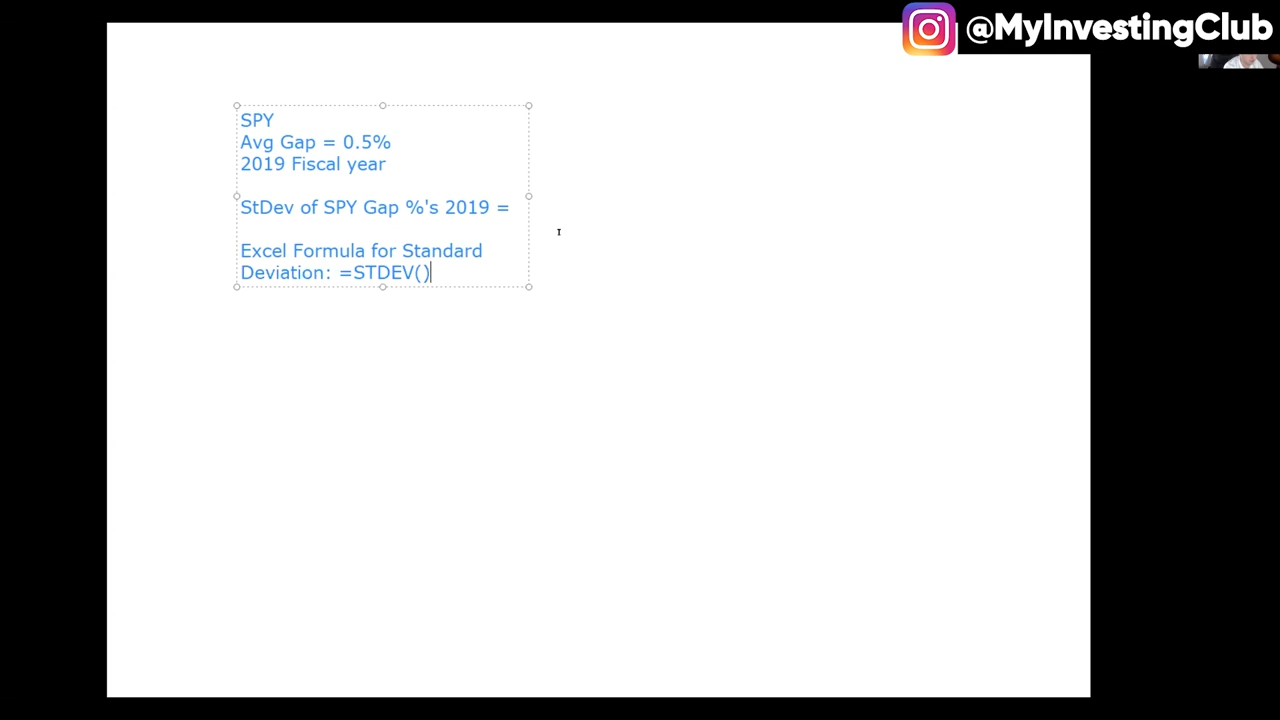 @MyInvestingClub
SPY
Avg Gap = 0.5%
2019 Fiscal year
StDev of SPY Gap %'s 2019 =
Excel Formula for Standard
Deviation: =STDEV()